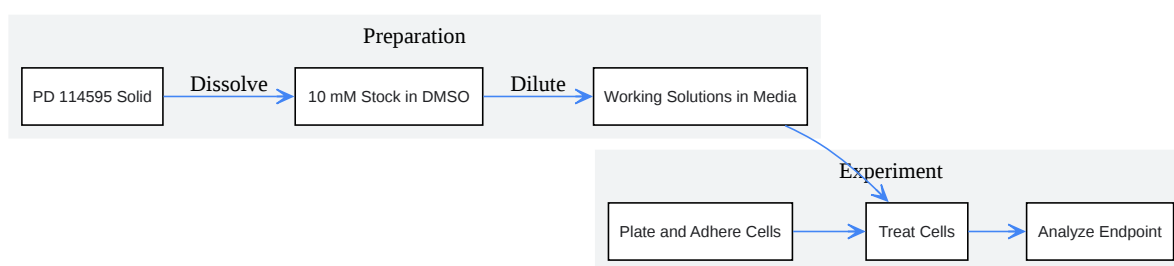 Preparation
PD 114595 Solid
Dissolve
10 mM Stock in DMSO
Dilute
Working Solutions in Media
Experiment
Plate and Adhere Cells
Treat Cells
Analyze Endpoint